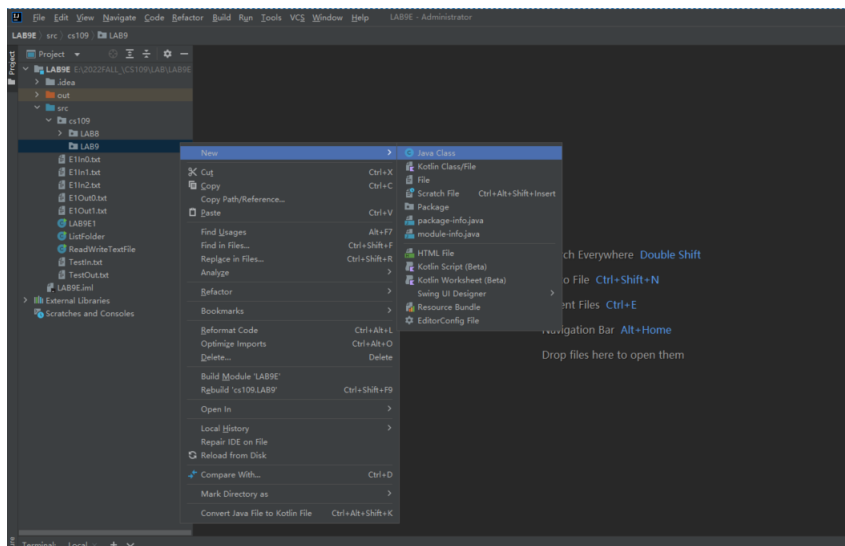 File Edit View Navigate Code Refactor Build Run Tools VCS Window Help LAB9E - Administrator
LAB9E src cs109 LAB9
Project
Project
LAB9E E:\2022FALL_\CS109\LAB\LAB9E
.idea
out
src
cs109
LAB8
LAB9
E1In0.txt
E1In1.txt
E1In2.txt
E1Out0.txt
E1Out1.txt
LAB9E1
ListFolder
ReadWriteTextFile
TestIn.txt
TestOut.txt
LAB9E.iml
External Libraries
Scratches and Consoles
New
Cut Ctrl+X
Copy Ctrl+C
Copy Path/Reference...
Paste Ctrl+V
Find Usages Alt+F7
Find in Files... Ctrl+Shift+F
Replace in Files... Ctrl+Shift+R
Analyze
Refactor
Bookmarks
Reformat Code Ctrl+Alt+L
Optimize Imports Ctrl+Alt+O
Delete... Delete
Build Module 'LAB9E'
Rebuild 'cs109.LAB9' Ctrl+Shift+F9
Open In
Local History
Repair IDE on File
Reload from Disk
Compare With... Ctrl+D
Mark Directory as
Convert Java File to Kotlin File Ctrl+Alt+Shift+K
Java Class
Kotlin Class/File
File
Scratch File Ctrl+Alt+Shift+Insert
Package
package-info.java
module-info.java
HTML File
Kotlin Script (Beta)
Kotlin Worksheet (Beta)
Swing UI Designer
Resource Bundle
EditorConfig File
ch Everywhere Double Shift
o File Ctrl+Shift+N
ent Files Ctrl+E
Navigation Bar Alt+Home
Drop files here to open them
Terminal: Local